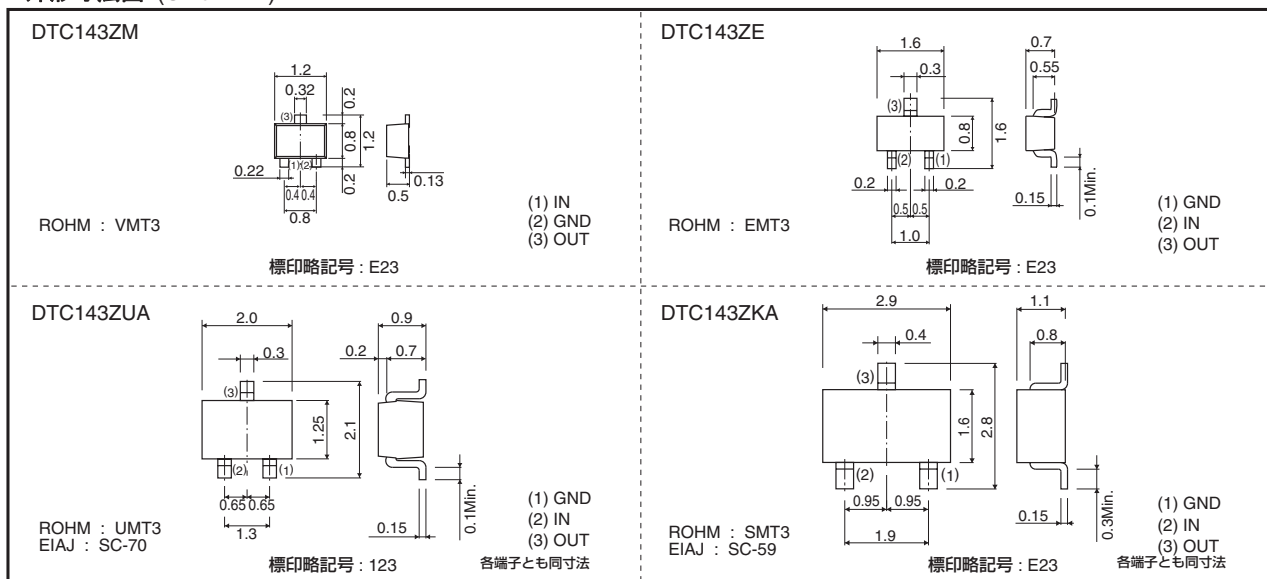 DTC143ZM
1.2
0.32
0.2
(3)
0.8
1.2
(1)
(2)
0.22
0.2
0.4
0.4
0.8
0.5
0.13
(1) IN
(2) GND
(3) OUT
ROHM : VMT3
標印略記号 : E23
DTC143ZE
1.6
0.3
0.7
0.55
(3)
0.8
1.6
(2)
(1)
0.2
0.2
0.5
0.5
1.0
0.15
0.1Min.
(1) GND
(2) IN
(3) OUT
ROHM : EMT3
標印略記号 : E23
DTC143ZUA
2.0
0.3
0.9
0.2
0.7
(3)
1.25
2.1
(2)
(1)
0.65
0.65
1.3
0.15
0.1Min.
(1) GND
(2) IN
(3) OUT
ROHM : UMT3
EIAJ : SC-70
標印略記号 : 123
各端子とも同寸法
DTC143ZKA
2.9
0.4
1.1
0.8
(3)
1.6
2.8
(2)
(1)
0.95
0.95
1.9
0.15
0.3Min.
(1) GND
(2) IN
(3) OUT
ROHM : SMT3
EIAJ : SC-59
標印略記号 : E23
各端子とも同寸法